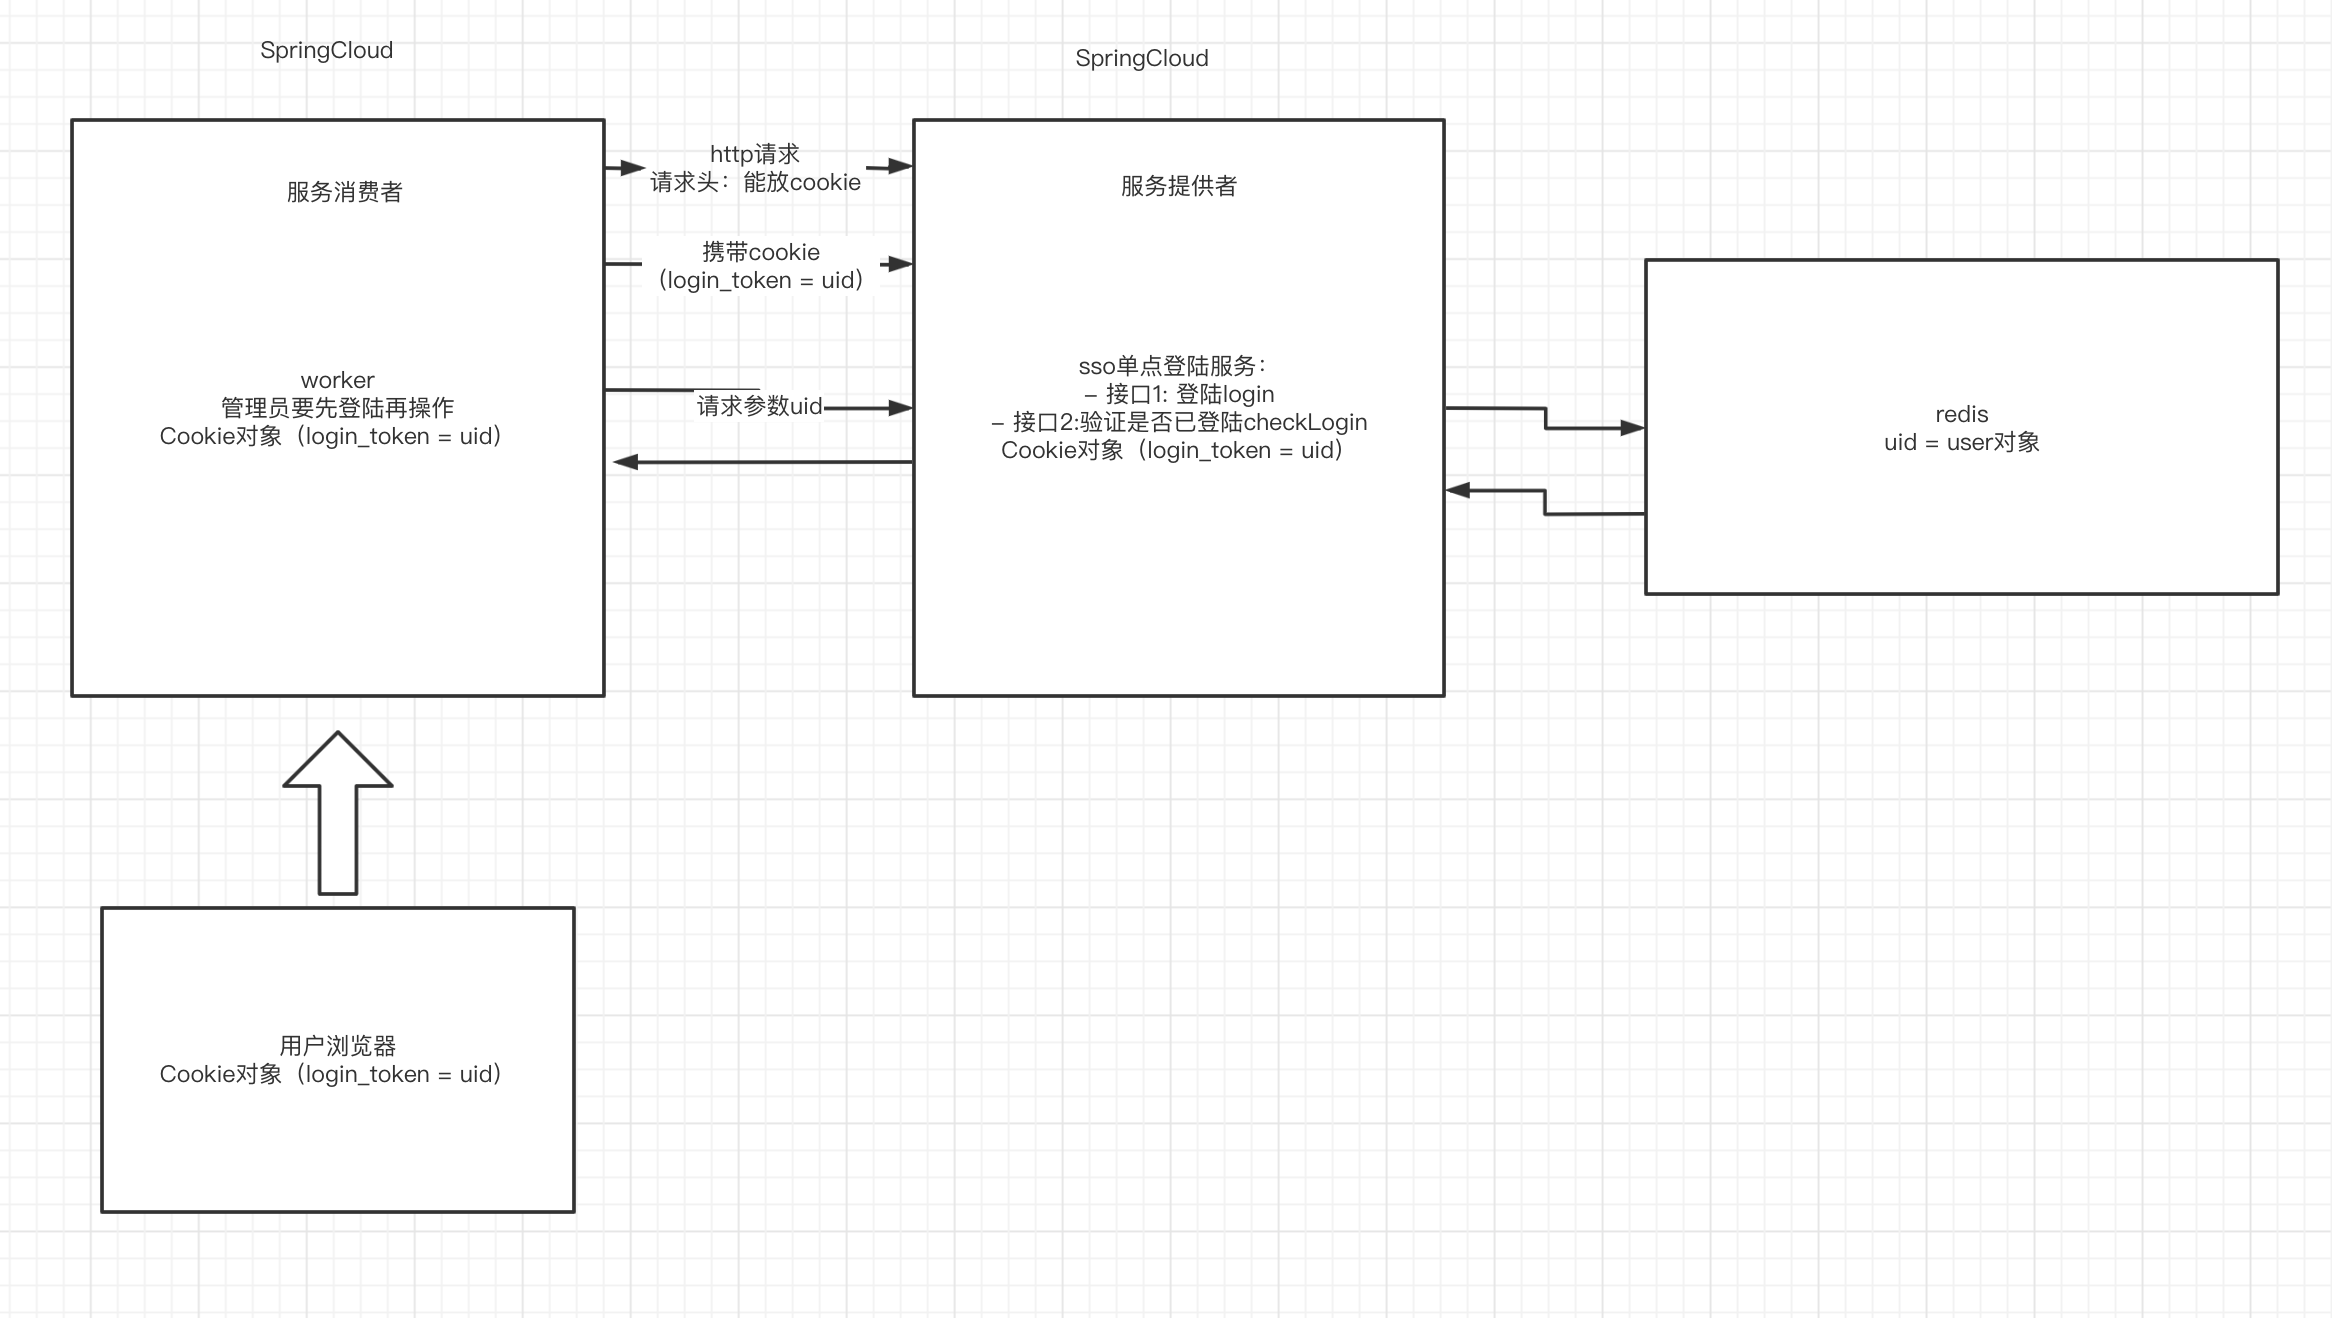 SpringCloud
SpringCloud
服务消费者
worker
管理员要先登陆再操作
Cookie对象（login_token = uid）
http请求
请求头：能放cookie
携带cookie
（login_token = uid）
请求参数uid
服务提供者
sso单点登陆服务：
- 接口1: 登陆login
- 接口2:验证是否已登陆checkLogin
Cookie对象（login_token = uid）
redis
uid = user对象
用户浏览器
Cookie对象（login_token = uid）